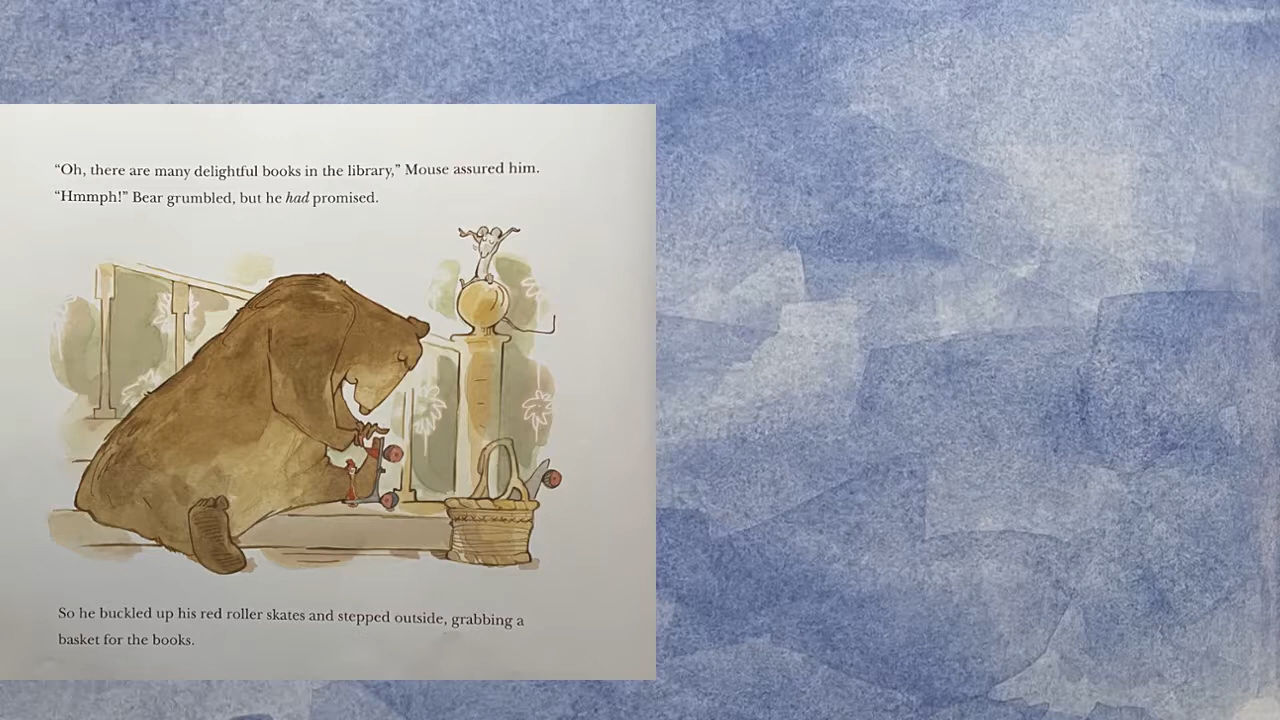 “Oh, there are many delightful books in the library,” Mouse assured him.
“Hmmph!” Bear grumbled, but he had promised.
So he buckled up his red roller skates and stepped outside, grabbing a
basket for the books.